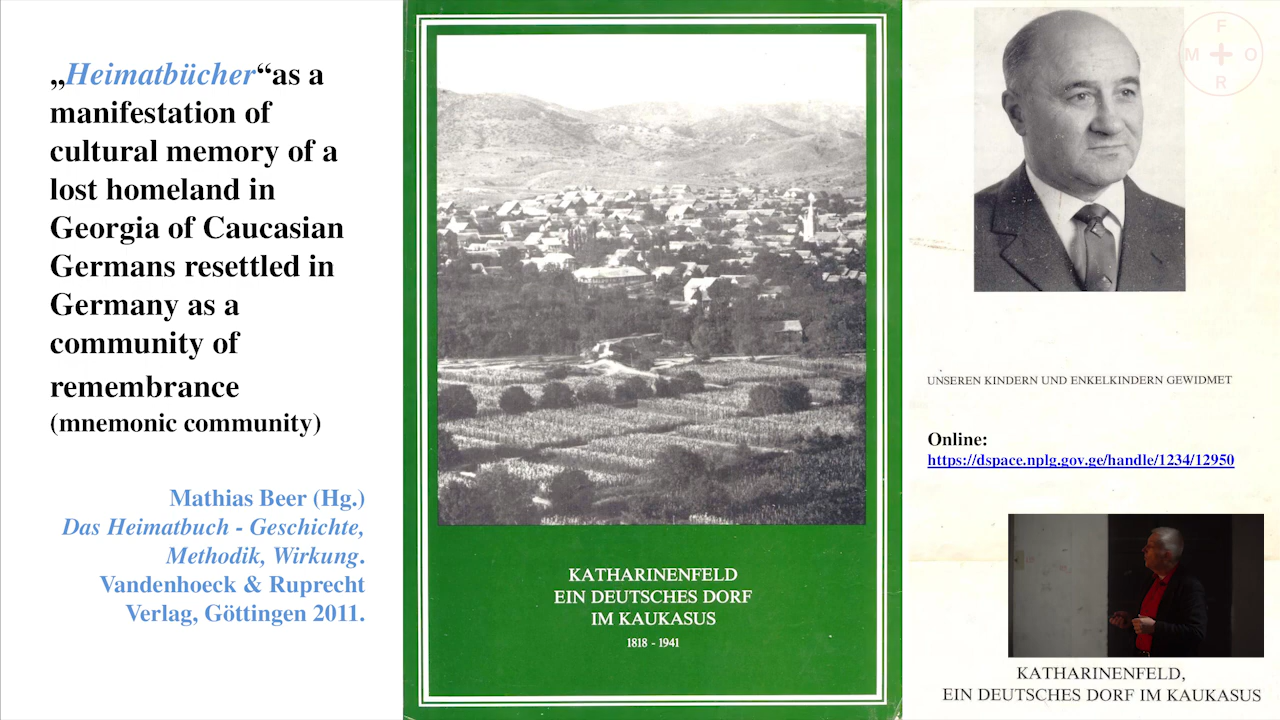 „Heimatbücher“as a
manifestation of
cultural memory of a
lost homeland in
Georgia of Caucasian
Germans resettled in
Germany as a
community of
remembrance
(mnemonic community)
Mathias Beer (Hg.)
Das Heimatbuch - Geschichte,
Methodik, Wirkung.
Vandenhoeck & Ruprecht
Verlag, Göttingen 2011.
KATHARINENFELD
EIN DEUTSCHES DORF
IM KAUKASUS
1818 - 1941
F
M + O
R
UNSEREN KINDERN UND ENKELKINDERN GEWIDMET
Online:
https://dspace.nplg.gov.ge/handle/1234/12950
KATHARINENFELD,
EIN DEUTSCHES DORF IM KAUKASUS